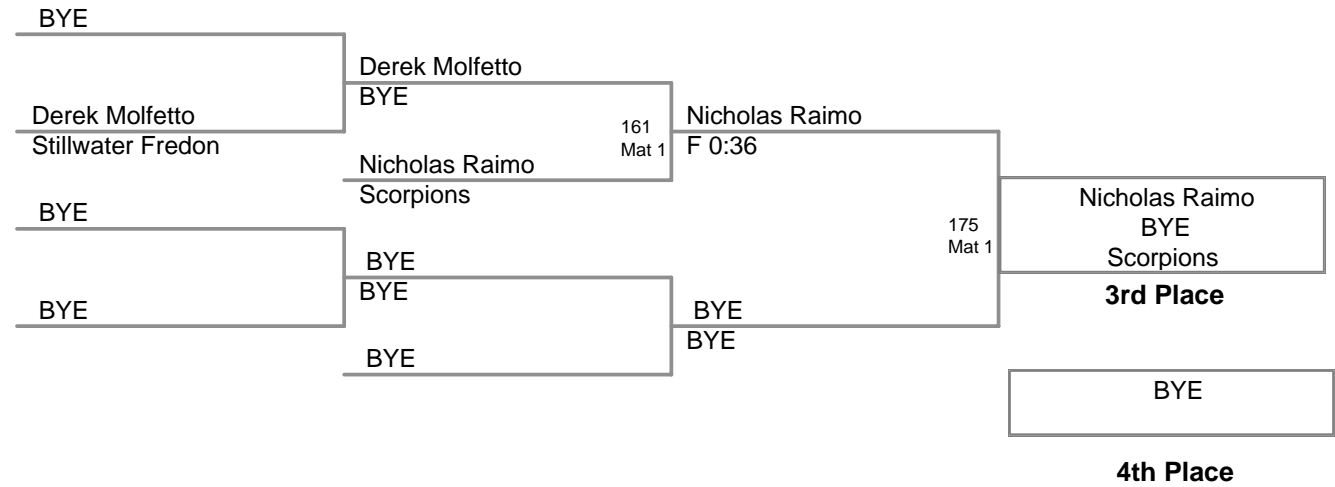 BYE
Derek Molfetto
BYE
Derek Molfetto
Stillwater Fredon
161
Mat 1
Nicholas Raimo
F 0:36
Nicholas Raimo
Scorpions
BYE
175
Mat 1
Nicholas Raimo
BYE
Scorpions
3rd Place
BYE
BYE
BYE
BYE
BYE
BYE
BYE
4th Place